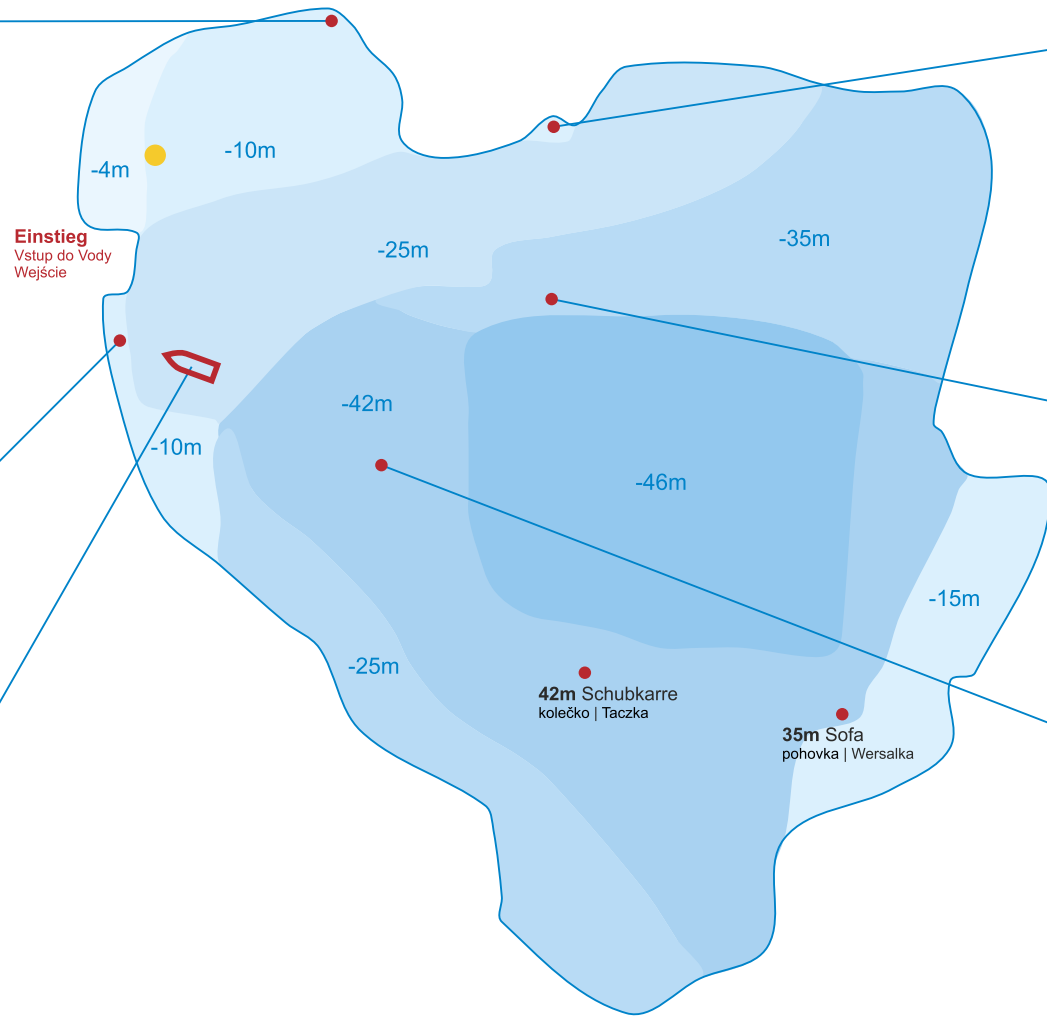 -10m
-4m
Einstieg
Vstup do Vody
Wejście
-25m
-35m
-42m
-10m
-46m
-15m
-25m
42m Schubkarre
kolečko | Taczka
35m Sofa
pohovka | Wersalka